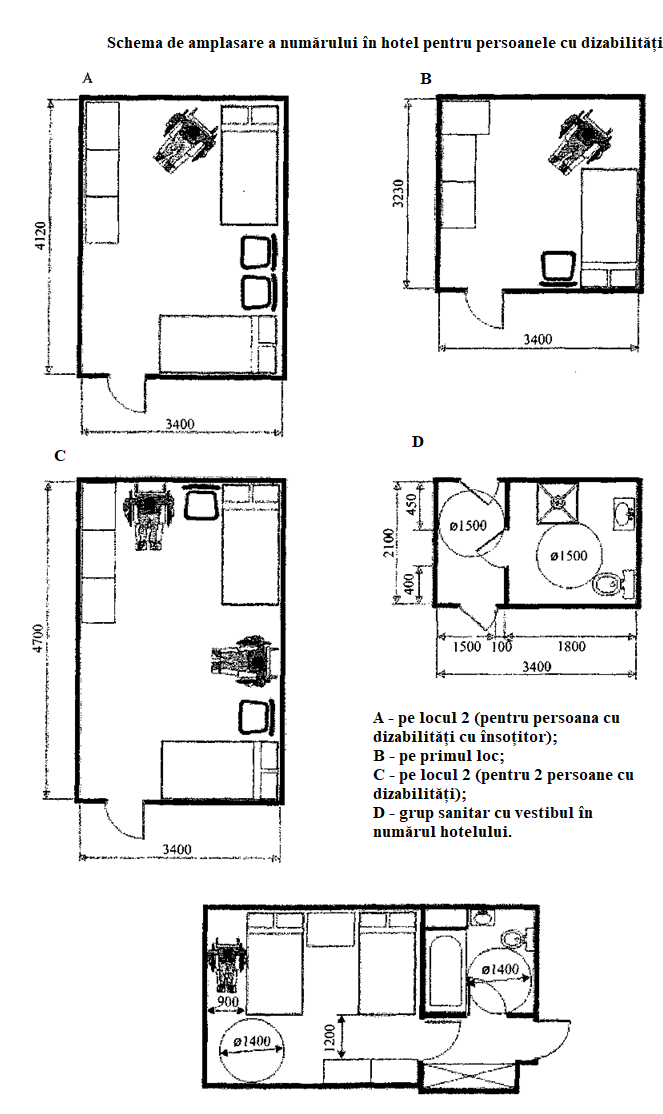 Schema de amplasare a numărului în hotel pentru persoanele cu dizabilități
A
B
4120
3400
3230
3400
C
D
4700
3400
2100
450
400
ø1500
ø1500
1500 100 1800
3400
A - pe locul 2 (pentru persoana cu
dizabilități cu însoțitor);
B - pe primul loc;
C - pe locul 2 (pentru 2 persoane cu
dizabilități);
D - grup sanitar cu vestibul în
numărul hotelului.
900
ø1400
1200
ø1400